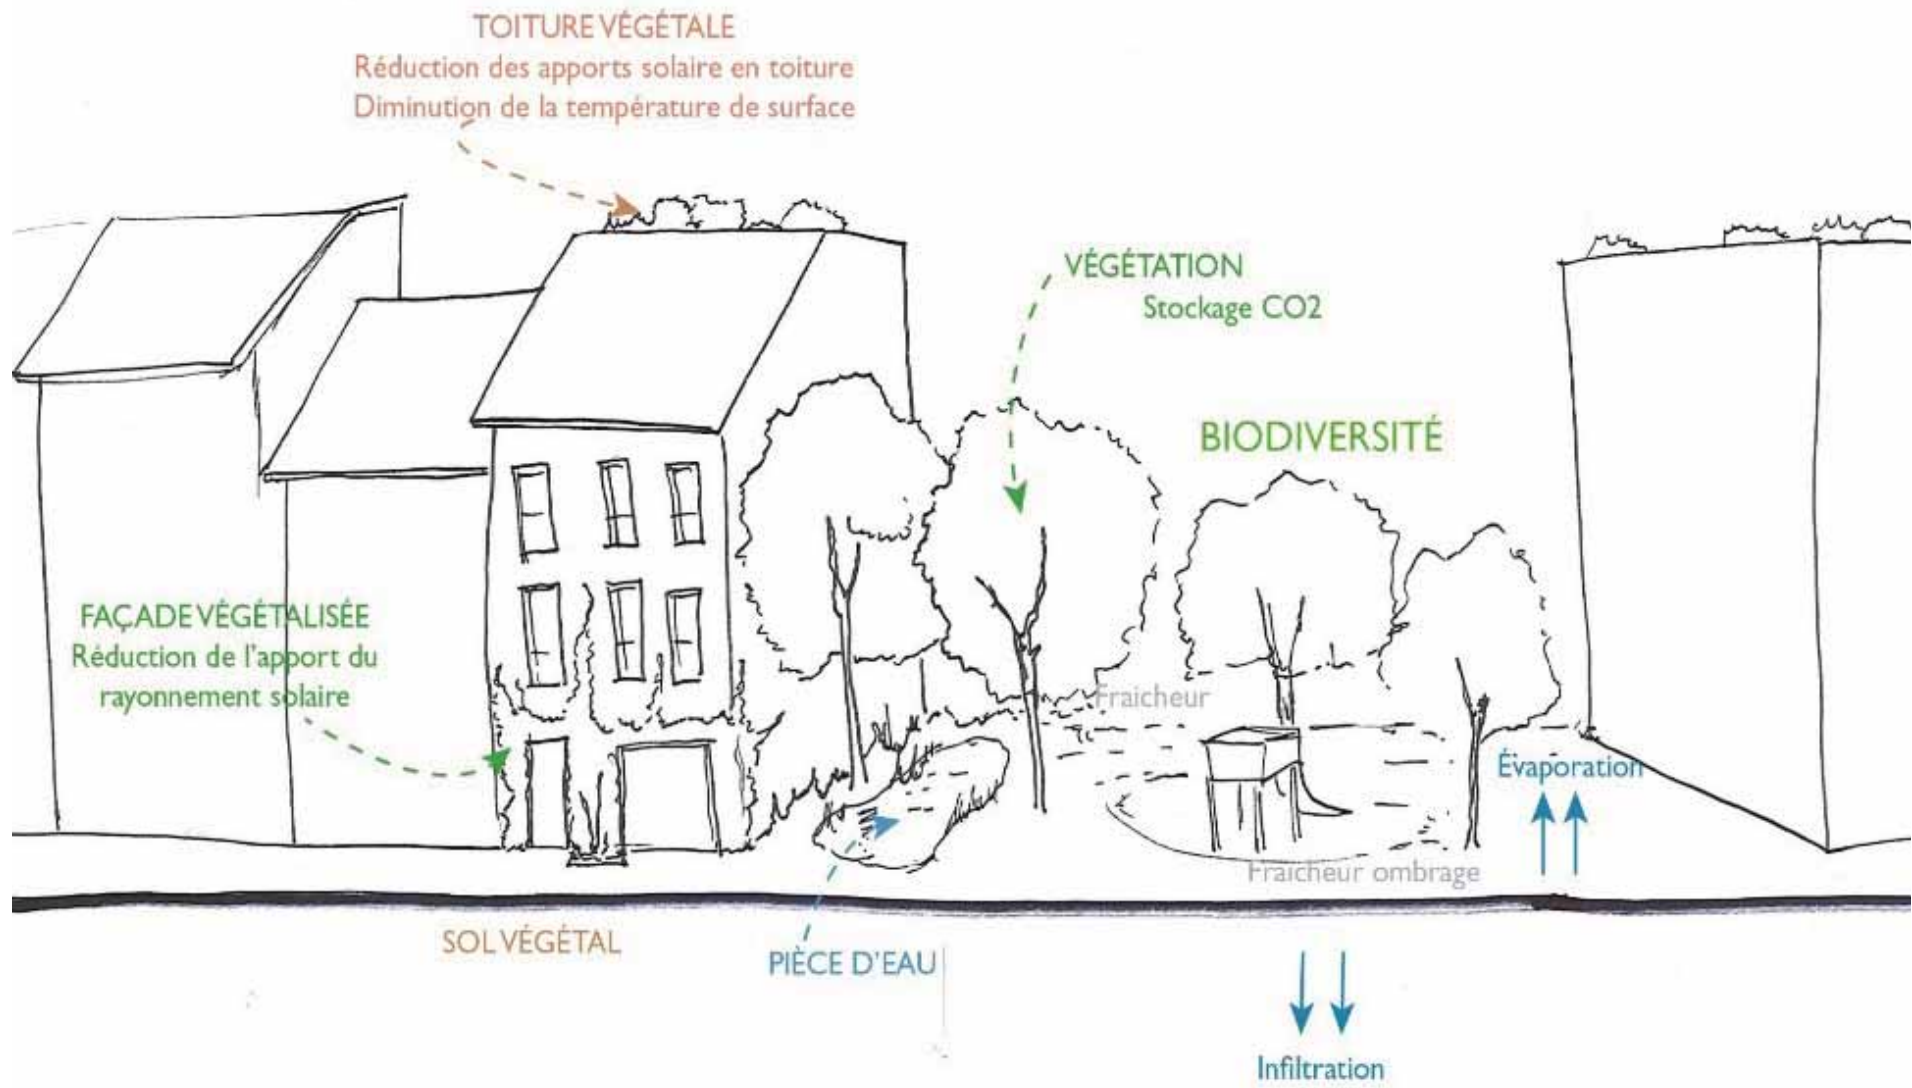 TOITURE VÉGÉTALE
Réduction des apports solaire en toiture
Diminution de la température de surface
VÉGÉTATION
Stockage CO2
BIODIVERSITÉ
FAÇADE VÉGÉTALISÉE
Réduction de l'apport du
rayonnement solaire
Fraicheur
Évaporation
Fraicheur ombrage
SOL VÉGÉTAL
PIÈCE D'EAU
Infiltration